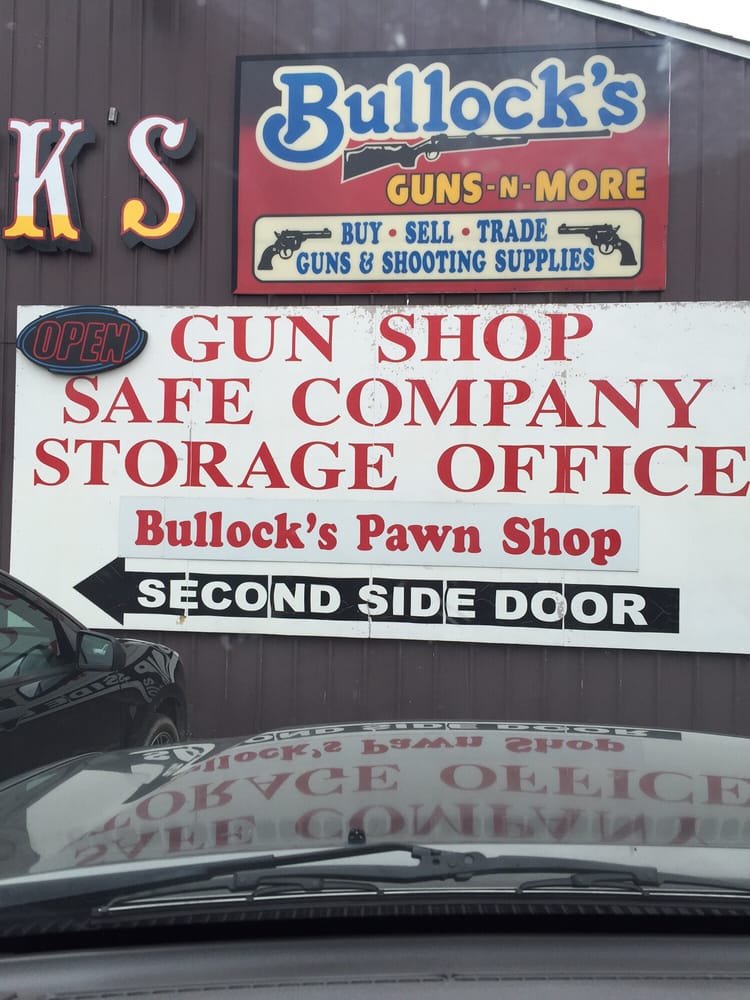 KS
Bullock's
GUNS-N-MORE
BUY • SELL • TRADE
GUNS & SHOOTING SUPPLIES
OPEN
GUN SHOP
SAFE COMPANY
STORAGE OFFICE
Bullock's Pawn Shop
SECOND SIDE DOOR